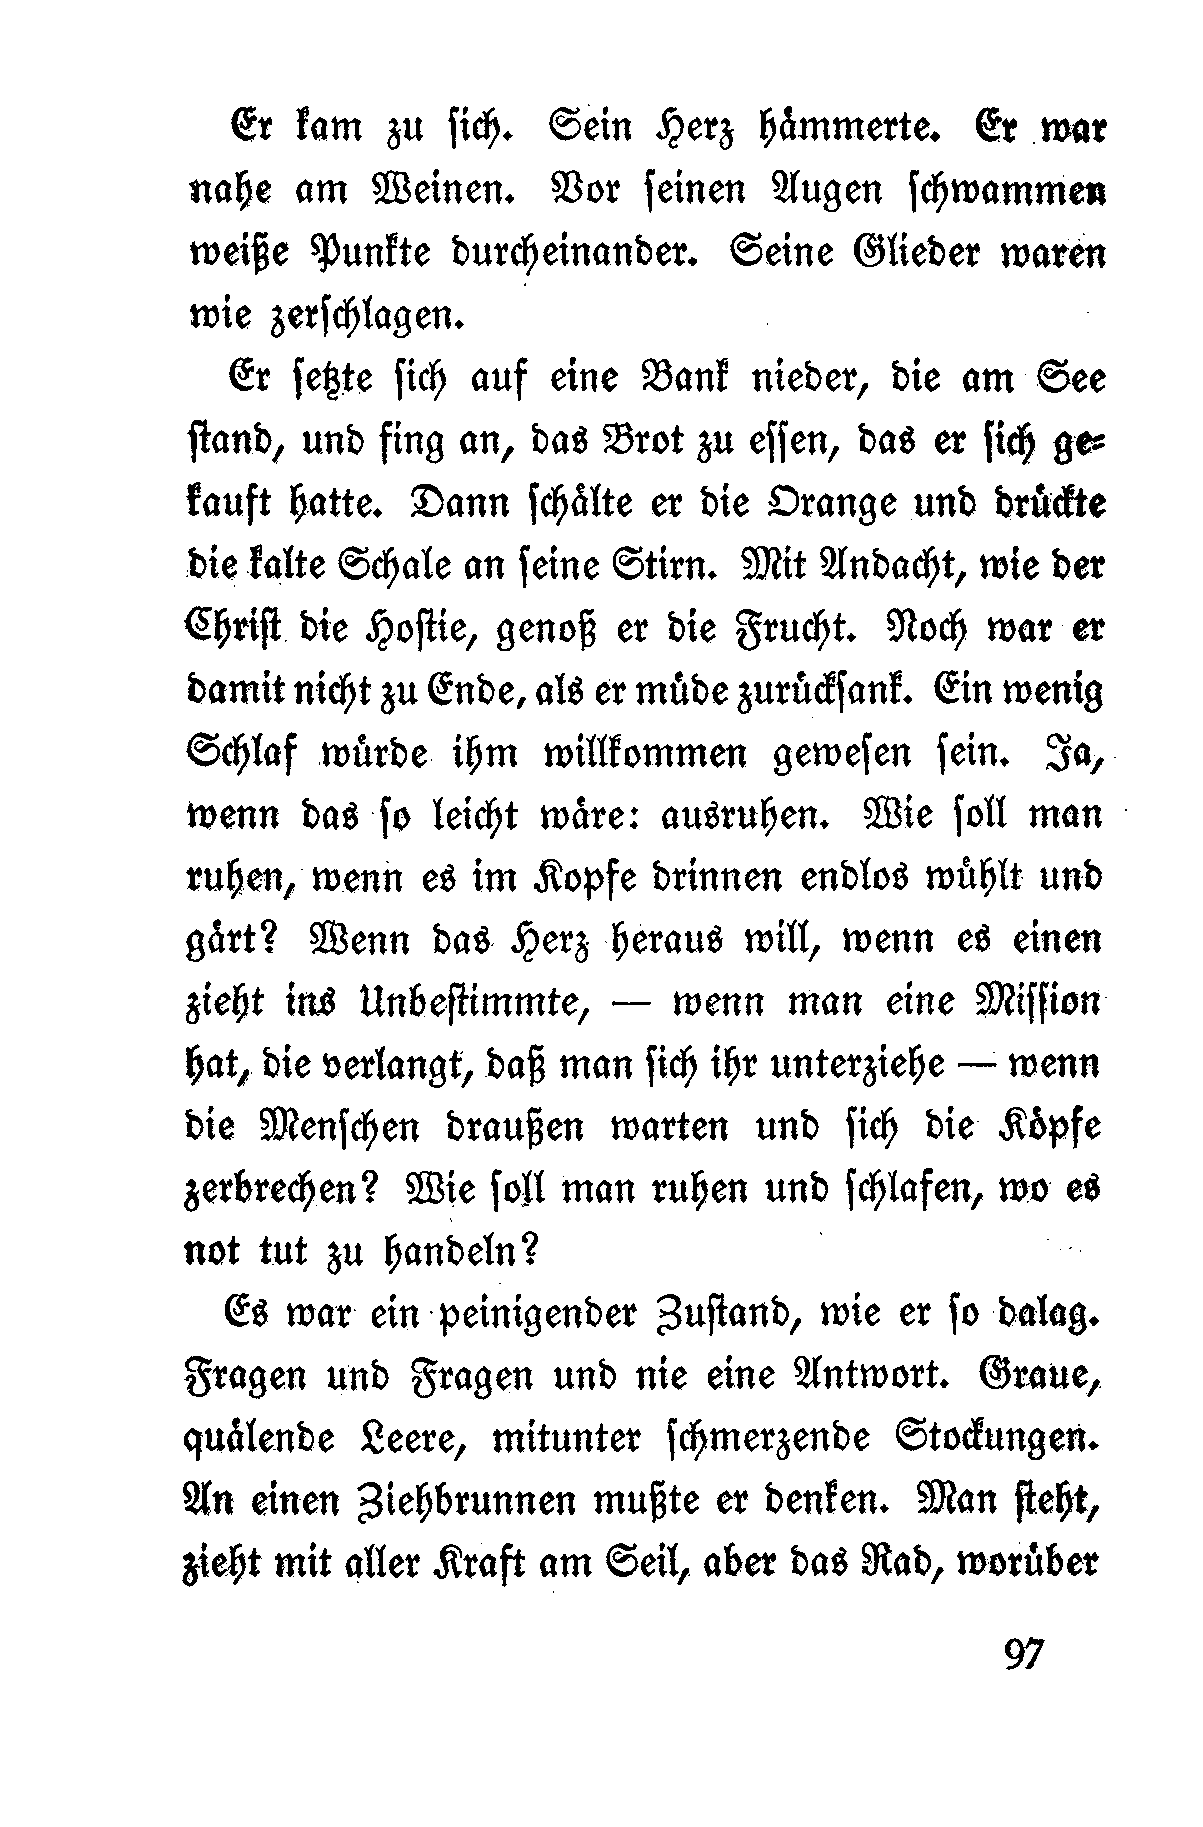 Er kam zu sich. Sein Herz hämmerte. Er war
nahe am Weinen. Vor seinen Augen schwammen
weiße Punkte durcheinander. Seine Glieder waren
wie zerschlagen.
Er setzte sich auf eine Bank nieder, die am See
stand, und fing an, das Brot zu essen, das er sich ge-
kauft hatte. Dann schälte er die Orange und drückte
die kalte Schale an seine Stirn. Mit Andacht, wie der
Christ die Hostie, genoß er die Frucht. Noch war er
damit nicht zu Ende, als er müde zurücksank. Ein wenig
Schlaf würde ihm willkommen gewesen sein. Ja,
wenn das so leicht wäre: ausruhen. Wie soll man
ruhen, wenn es im Kopfe drinnen endlos wühlt und
gärt? Wenn das Herz heraus will, wenn es einen
zieht ins Unbestimmte, — wenn man eine Mission
hat, die verlangt, daß man sich ihr unterziehe — wenn
die Menschen draußen warten und sich die Köpfe
zerbrechen? Wie soll man ruhen und schlafen, wo es
not tut zu handeln?
Es war ein peinigender Zustand, wie er so dalag.
Fragen und Fragen und nie eine Antwort. Graue,
quälende Leere, mitunter schmerzende Stockungen.
An einen Ziehbrunnen mußte er denken. Man steht,
zieht mit aller Kraft am Seil, aber das Rad, worüber
97